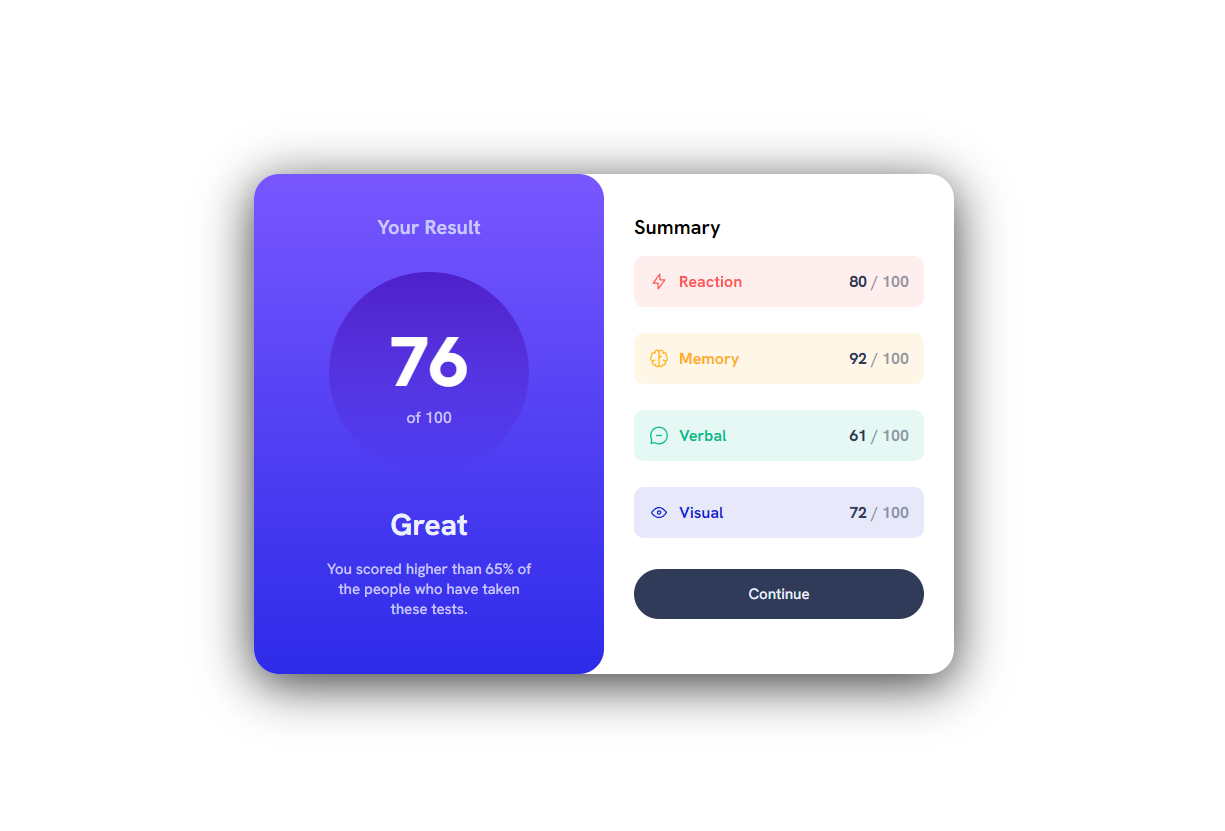 Your Result
76
of 100
Great
You scored higher than 65% of
the people who have taken
these tests.
Summary
Reaction 80 / 100
Memory 92 / 100
Verbal 61 / 100
Visual 72 / 100
Continue